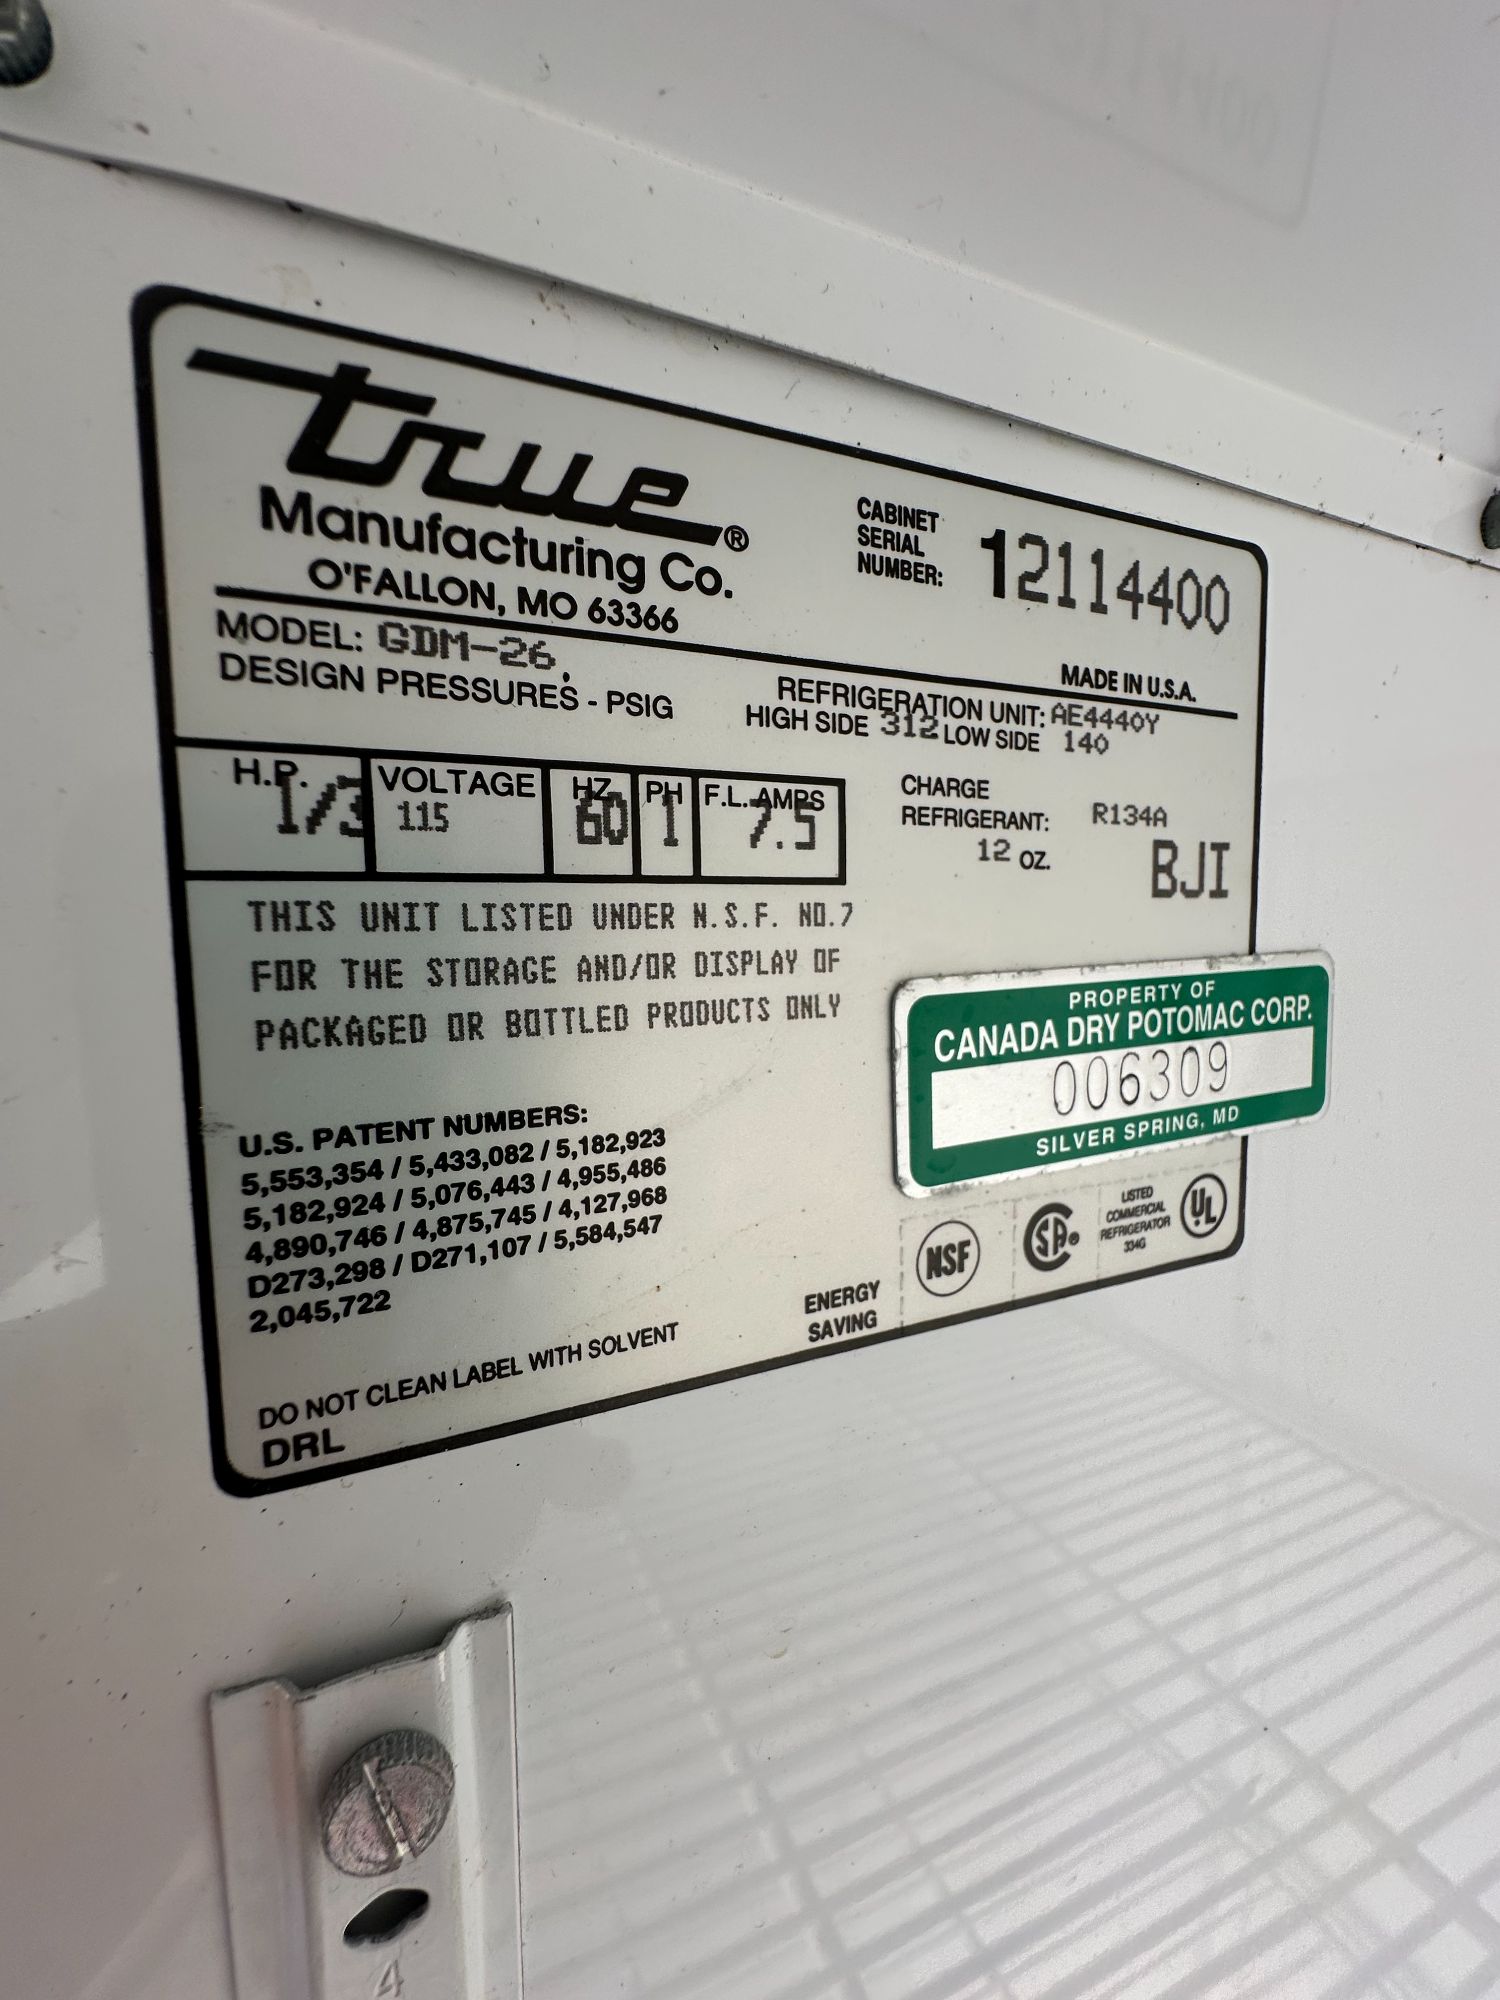 true®
Manufacturing Co.
O'FALLON, MO 63366
CABINET
SERIAL
NUMBER: 12114400
MADE IN U.S.A.
MODEL: GDM-26.
REFRIGERATION UNIT: AE4440Y
DESIGN PRESSURES - PSIG HIGH SIDE 312 LOW SIDE 140
H.P. VOLTAGE HZ PH F.L. AMPS
1/3 115 60 1 7.5
CHARGE
REFRIGERANT: R134A
12 OZ.
BJI
THIS UNIT LISTED UNDER N.S.F. NO.7
FOR THE STORAGE AND/OR DISPLAY OF
PACKAGED OR BOTTLED PRODUCTS ONLY
PROPERTY OF
CANADA DRY POTOMAC CORP.
006309
SILVER SPRING, MD
U.S. PATENT NUMBERS:
5,553,354 / 5,433,082 / 5,182,923
5,182,924 / 5,076,443 / 4,955,486
4,890,746 / 4,875,745 / 4,127,968
D273,298 / D271,107 / 5,584,547
2,045,722
ENERGY
SAVING
NSF
SA
LISTED
COMMERCIAL
REFRIGERATOR
334G
UL
DO NOT CLEAN LABEL WITH SOLVENT
DRL
4